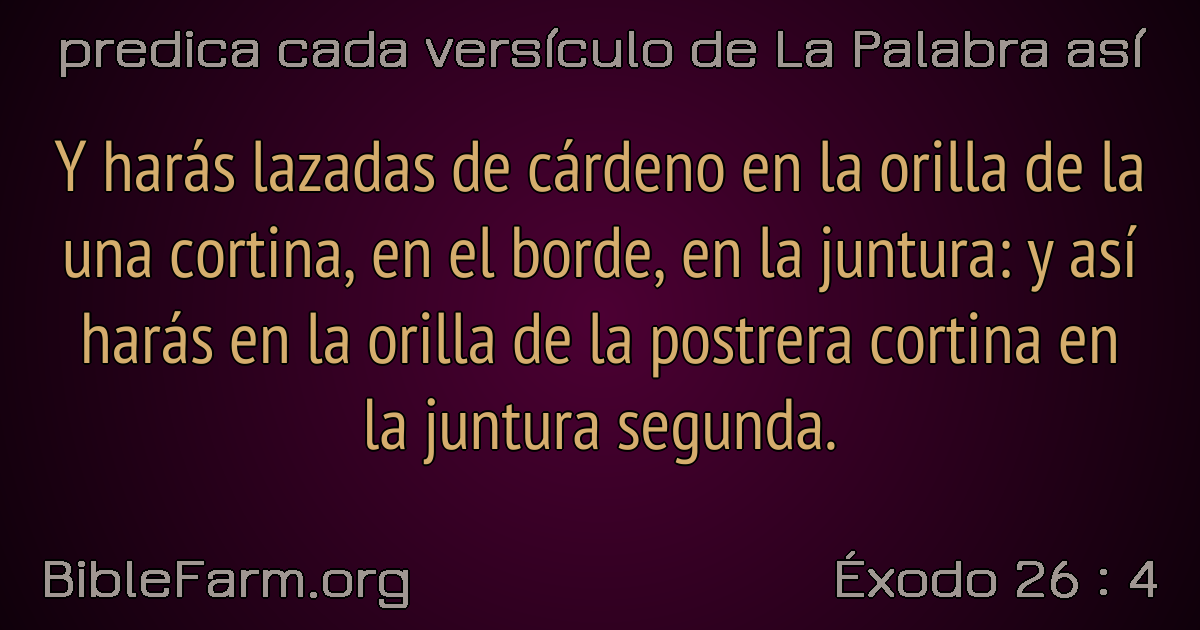 predica cada versículo de La Palabra así
Y harás lazadas de cárdeno en la orilla de la
una cortina, en el borde, en la juntura: y así
harás en la orilla de la postrera cortina en
la juntura segunda.
BibleFarm.org
Éxodo 26 : 4